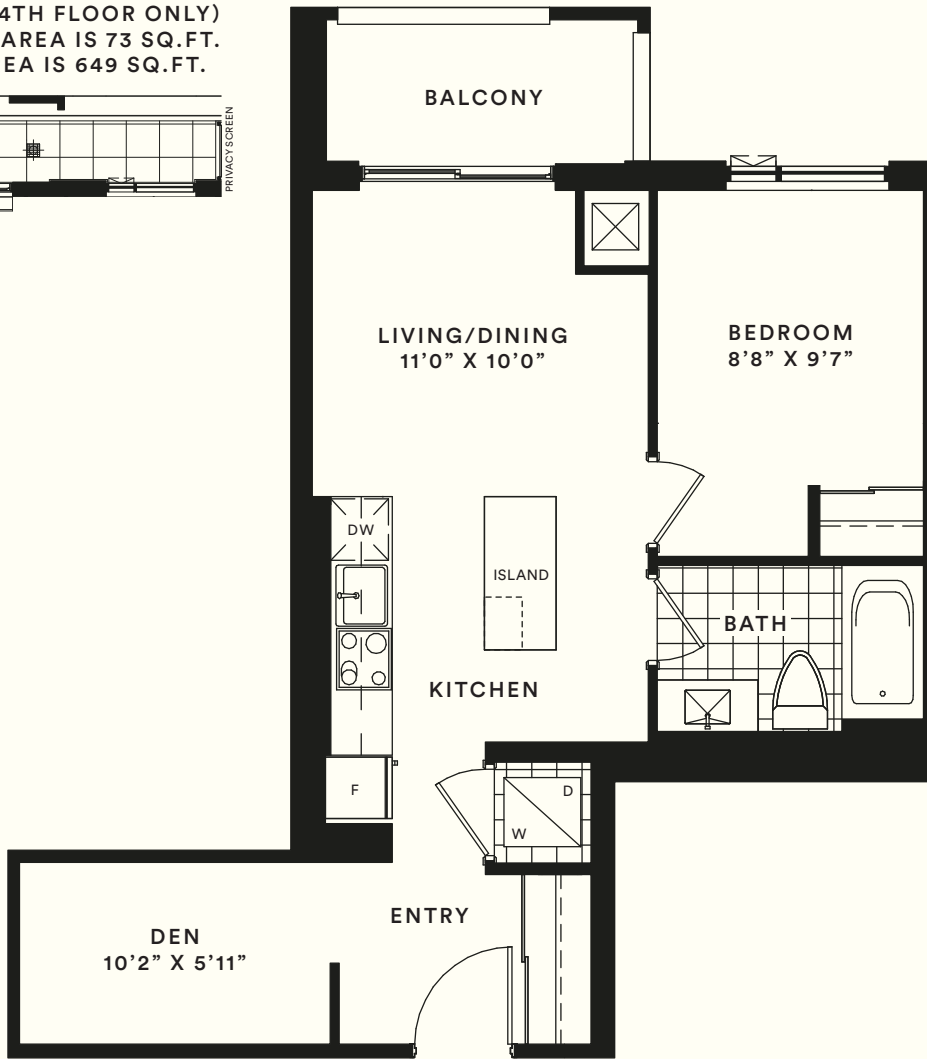 4TH FLOOR ONLY)
AREA IS 73 SQ.FT.
EA IS 649 SQ.FT.
PRIVACY SCREEN
BALCONY
LIVING/DINING
11’0” X 10’0”
BEDROOM
8’8” X 9’7”
DW
ISLAND
BATH
KITCHEN
F
D
W
ENTRY
DEN
10’2” X 5’11”